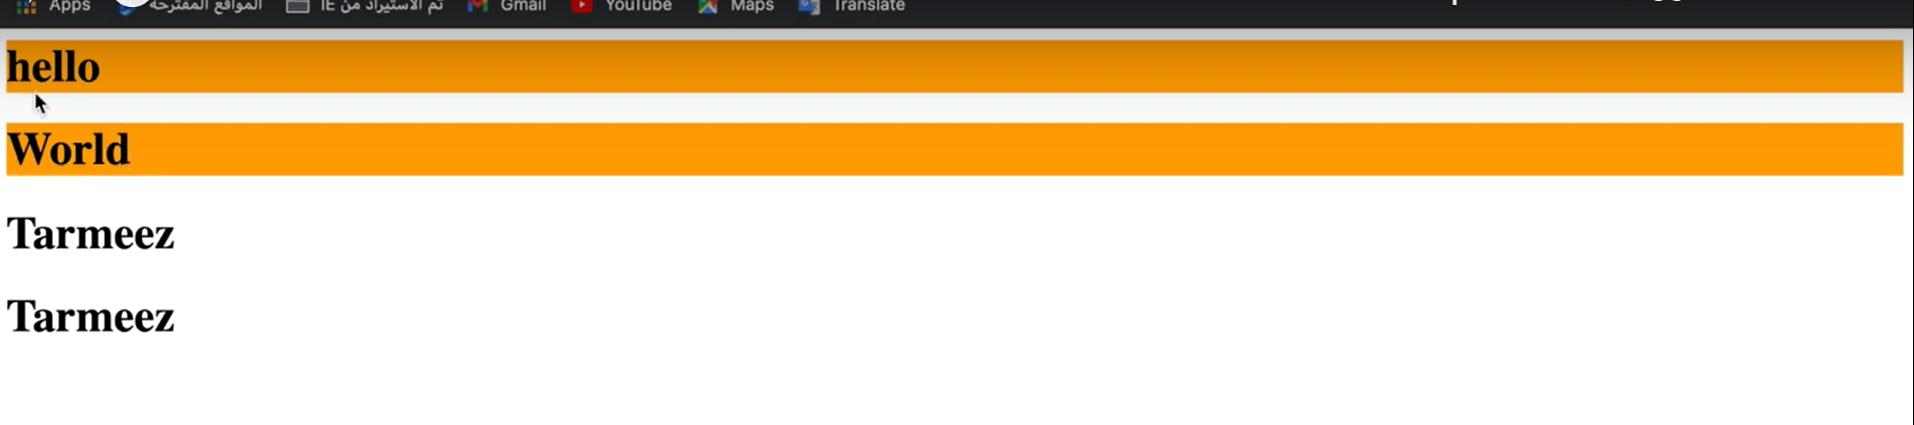 Apps المواقع المقترحة تم الاستيراد من IE Gmail YouTube Maps Translate
hello
World
Tarmeez
Tarmeez